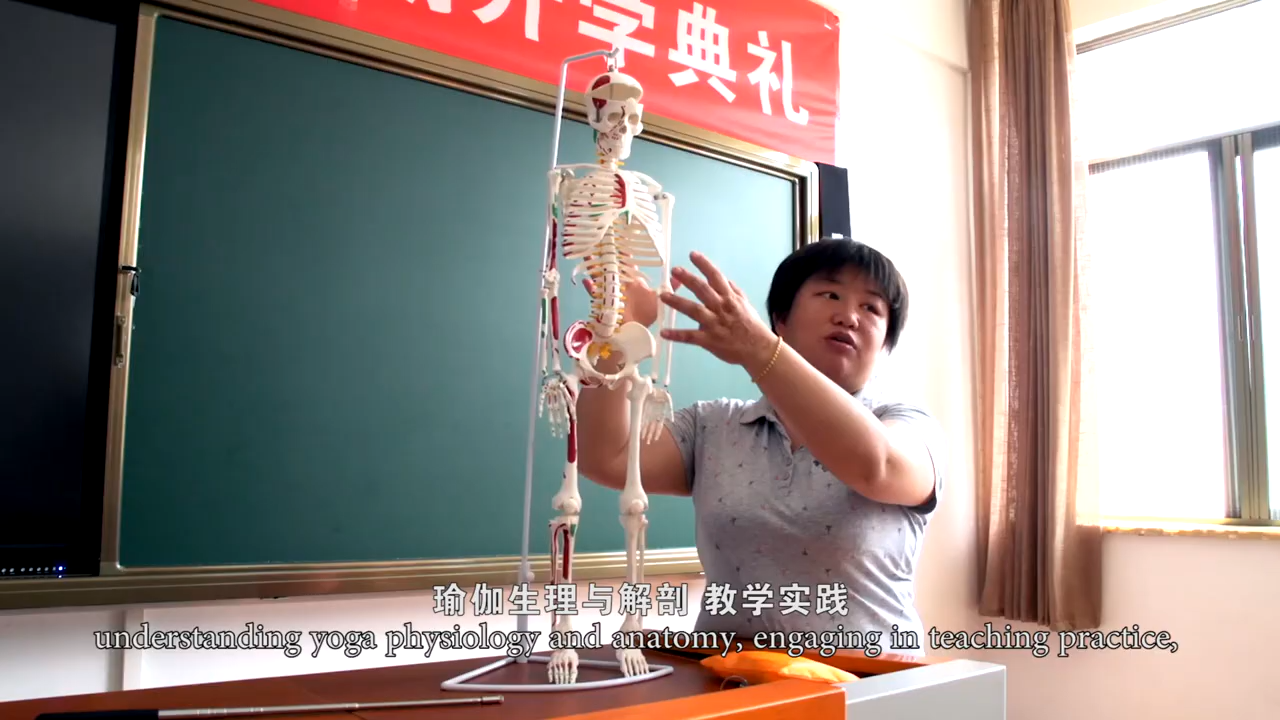 开学典礼
瑜伽生理与解剖 教学实践
understanding yoga physiology and anatomy, engaging in teaching practice,